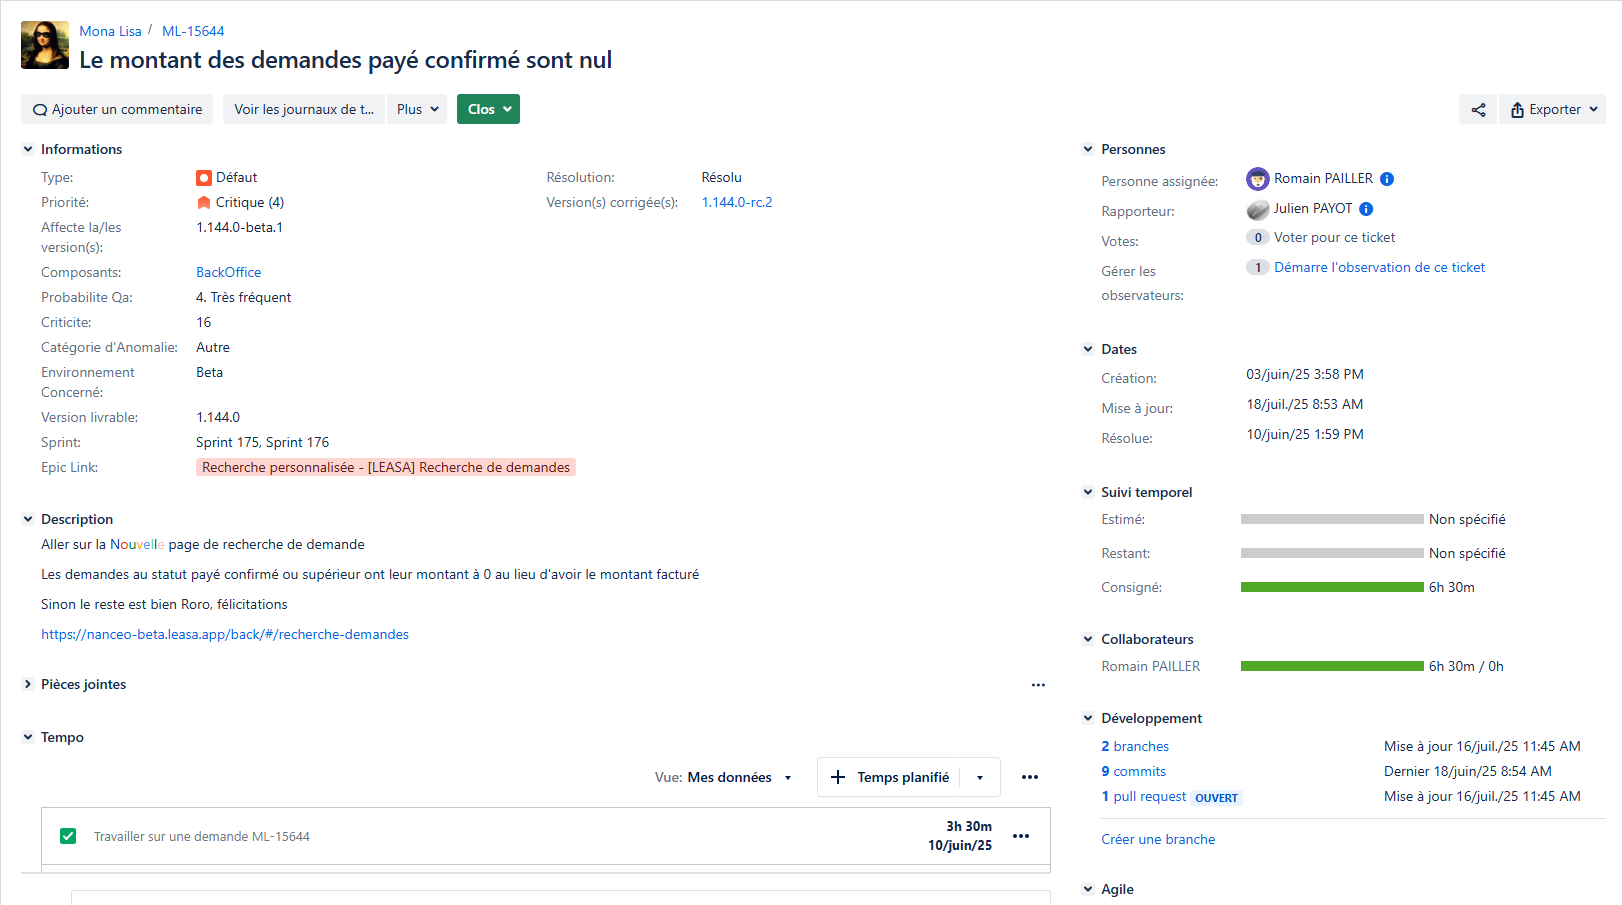 Mona Lisa / ML-15644
Le montant des demandes payé confirmé sont nul
Ajouter un commentaire
Voir les journaux de t...
Plus
Clos
Exporter
Informations
Type: Défaut
Résolution: Résolu
Priorité: Critique (4)
Version(s) corrigée(s): 1.144.0-rc.2
Affecte la/les version(s): 1.144.0-beta.1
Composants: BackOffice
Probabilite Qa: 4. Très fréquent
Criticite: 16
Catégorie d'Anomalie: Autre
Environnement Concerné: Beta
Version livrable: 1.144.0
Sprint: Sprint 175, Sprint 176
Epic Link: Recherche personnalisée - [LEASA] Recherche de demandes
Description
Aller sur la Nouvelle page de recherche de demande
Les demandes au statut payé confirmé ou supérieur ont leur montant à 0 au lieu d'avoir le montant facturé
Sinon le reste est bien Roro, félicitations
https://nanceo-beta.leasa.app/back/#/recherche-demandes
Pièces jointes
Tempo
Vue: Mes données
Temps planifié
Travailler sur une demande ML-15644
3h 30m
10/juin/25
Personnes
Personne assignée: Romain PAILLER
Rapporteur: Julien PAYOT
Votes: 0 Voter pour ce ticket
Gérer les observateurs: 1 Démarre l'observation de ce ticket
Dates
Création: 03/juin/25 3:58 PM
Mise à jour: 18/juil./25 8:53 AM
Résolue: 10/juin/25 1:59 PM
Suivi temporel
Estimé: Non spécifié
Restant: Non spécifié
Consigné: 6h 30m
Collaborateurs
Romain PAILLER 6h 30m / 0h
Développement
2 branches Mise à jour 16/juil./25 11:45 AM
9 commits Dernier 18/juin/25 8:54 AM
1 pull request OUVERT Mise à jour 16/juil./25 11:45 AM
Créer une branche
Agile